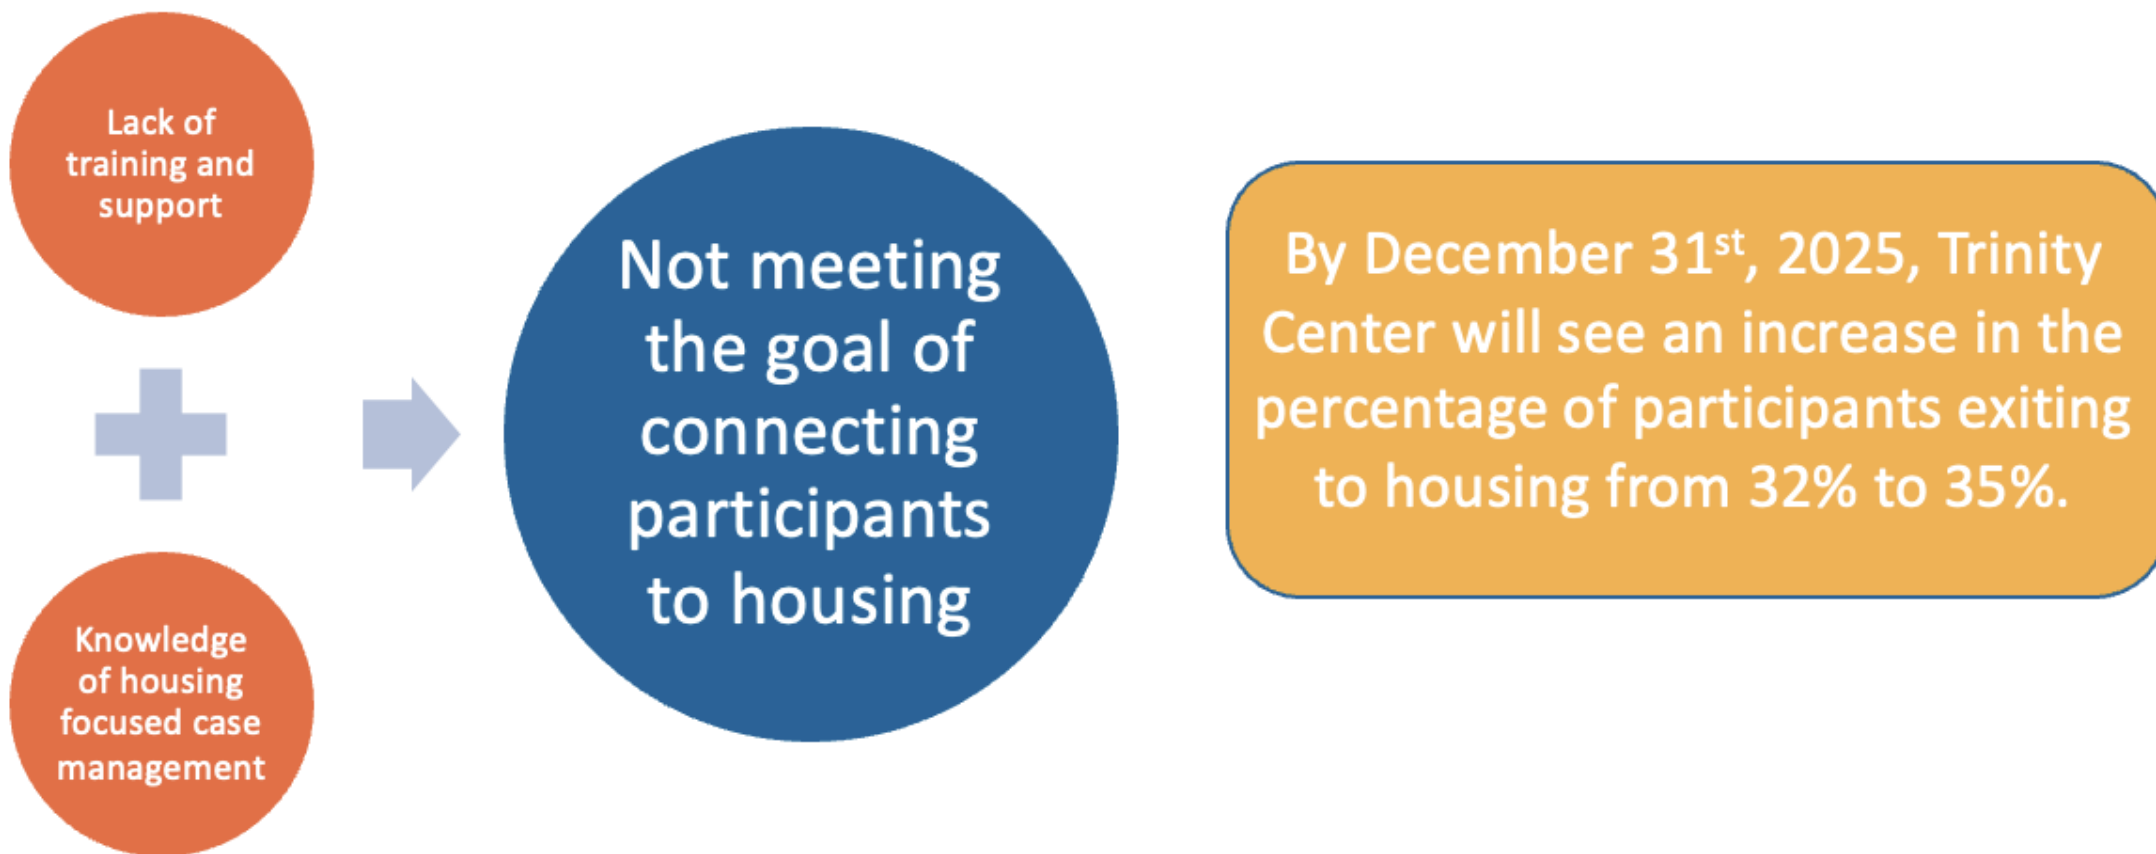 Lack of
training and
support
Knowledge
of housing
focused case
management
Not meeting
the goal of
connecting
participants
to housing
By December 31st, 2025, Trinity
Center will see an increase in the
percentage of participants exiting
to housing from 32% to 35%.